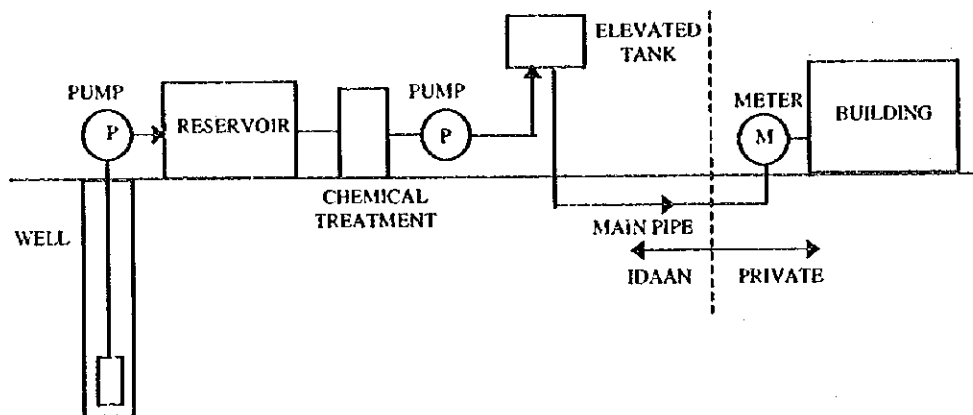 ELEVATED
TANK
PUMP
P
RESERVOIR
PUMP
P
METER
M
BUILDING
CHEMICAL
TREATMENT
WELL
MAIN PIPE
IDAAN
PRIVATE